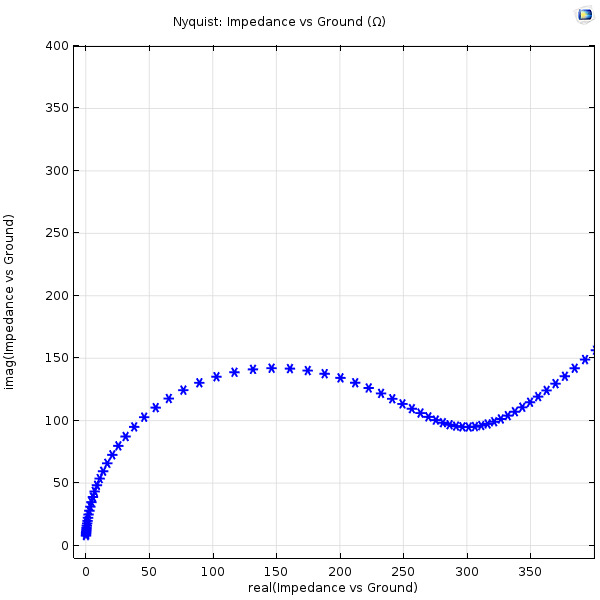 Nyquist: Impedance vs Ground (Ω)
400
350
300
250
200
150
100
50
0
imag(Impedance vs Ground)
0 50 100 150 200 250 300 350
real(Impedance vs Ground)